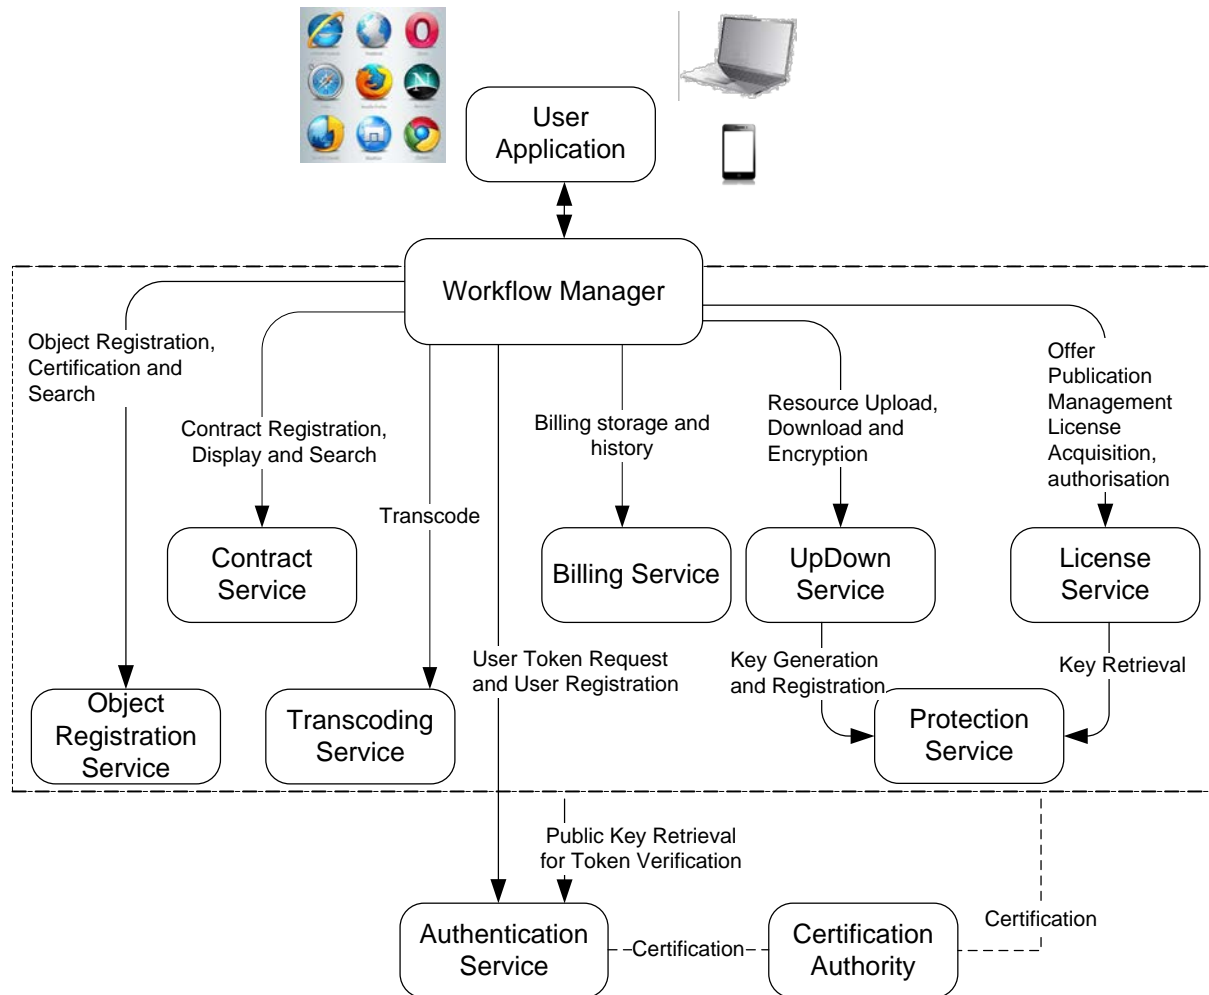 User
Application
Workflow Manager
Object Registration,
Certification and
Search
Contract Registration,
Display and Search
Transcode
Billing storage and
history
Resource Upload,
Download and
Encryption
Offer
Publication
Management
License
Acquisition,
authorisation
Contract
Service
Billing Service
UpDown
Service
License
Service
User Token Request
and User Registration
Key Generation
and Registration
Key Retrieval
Object
Registration
Service
Transcoding
Service
Protection
Service
Public Key Retrieval
for Token Verification
Authentication
Service
Certification
Certification
Authority
Certification